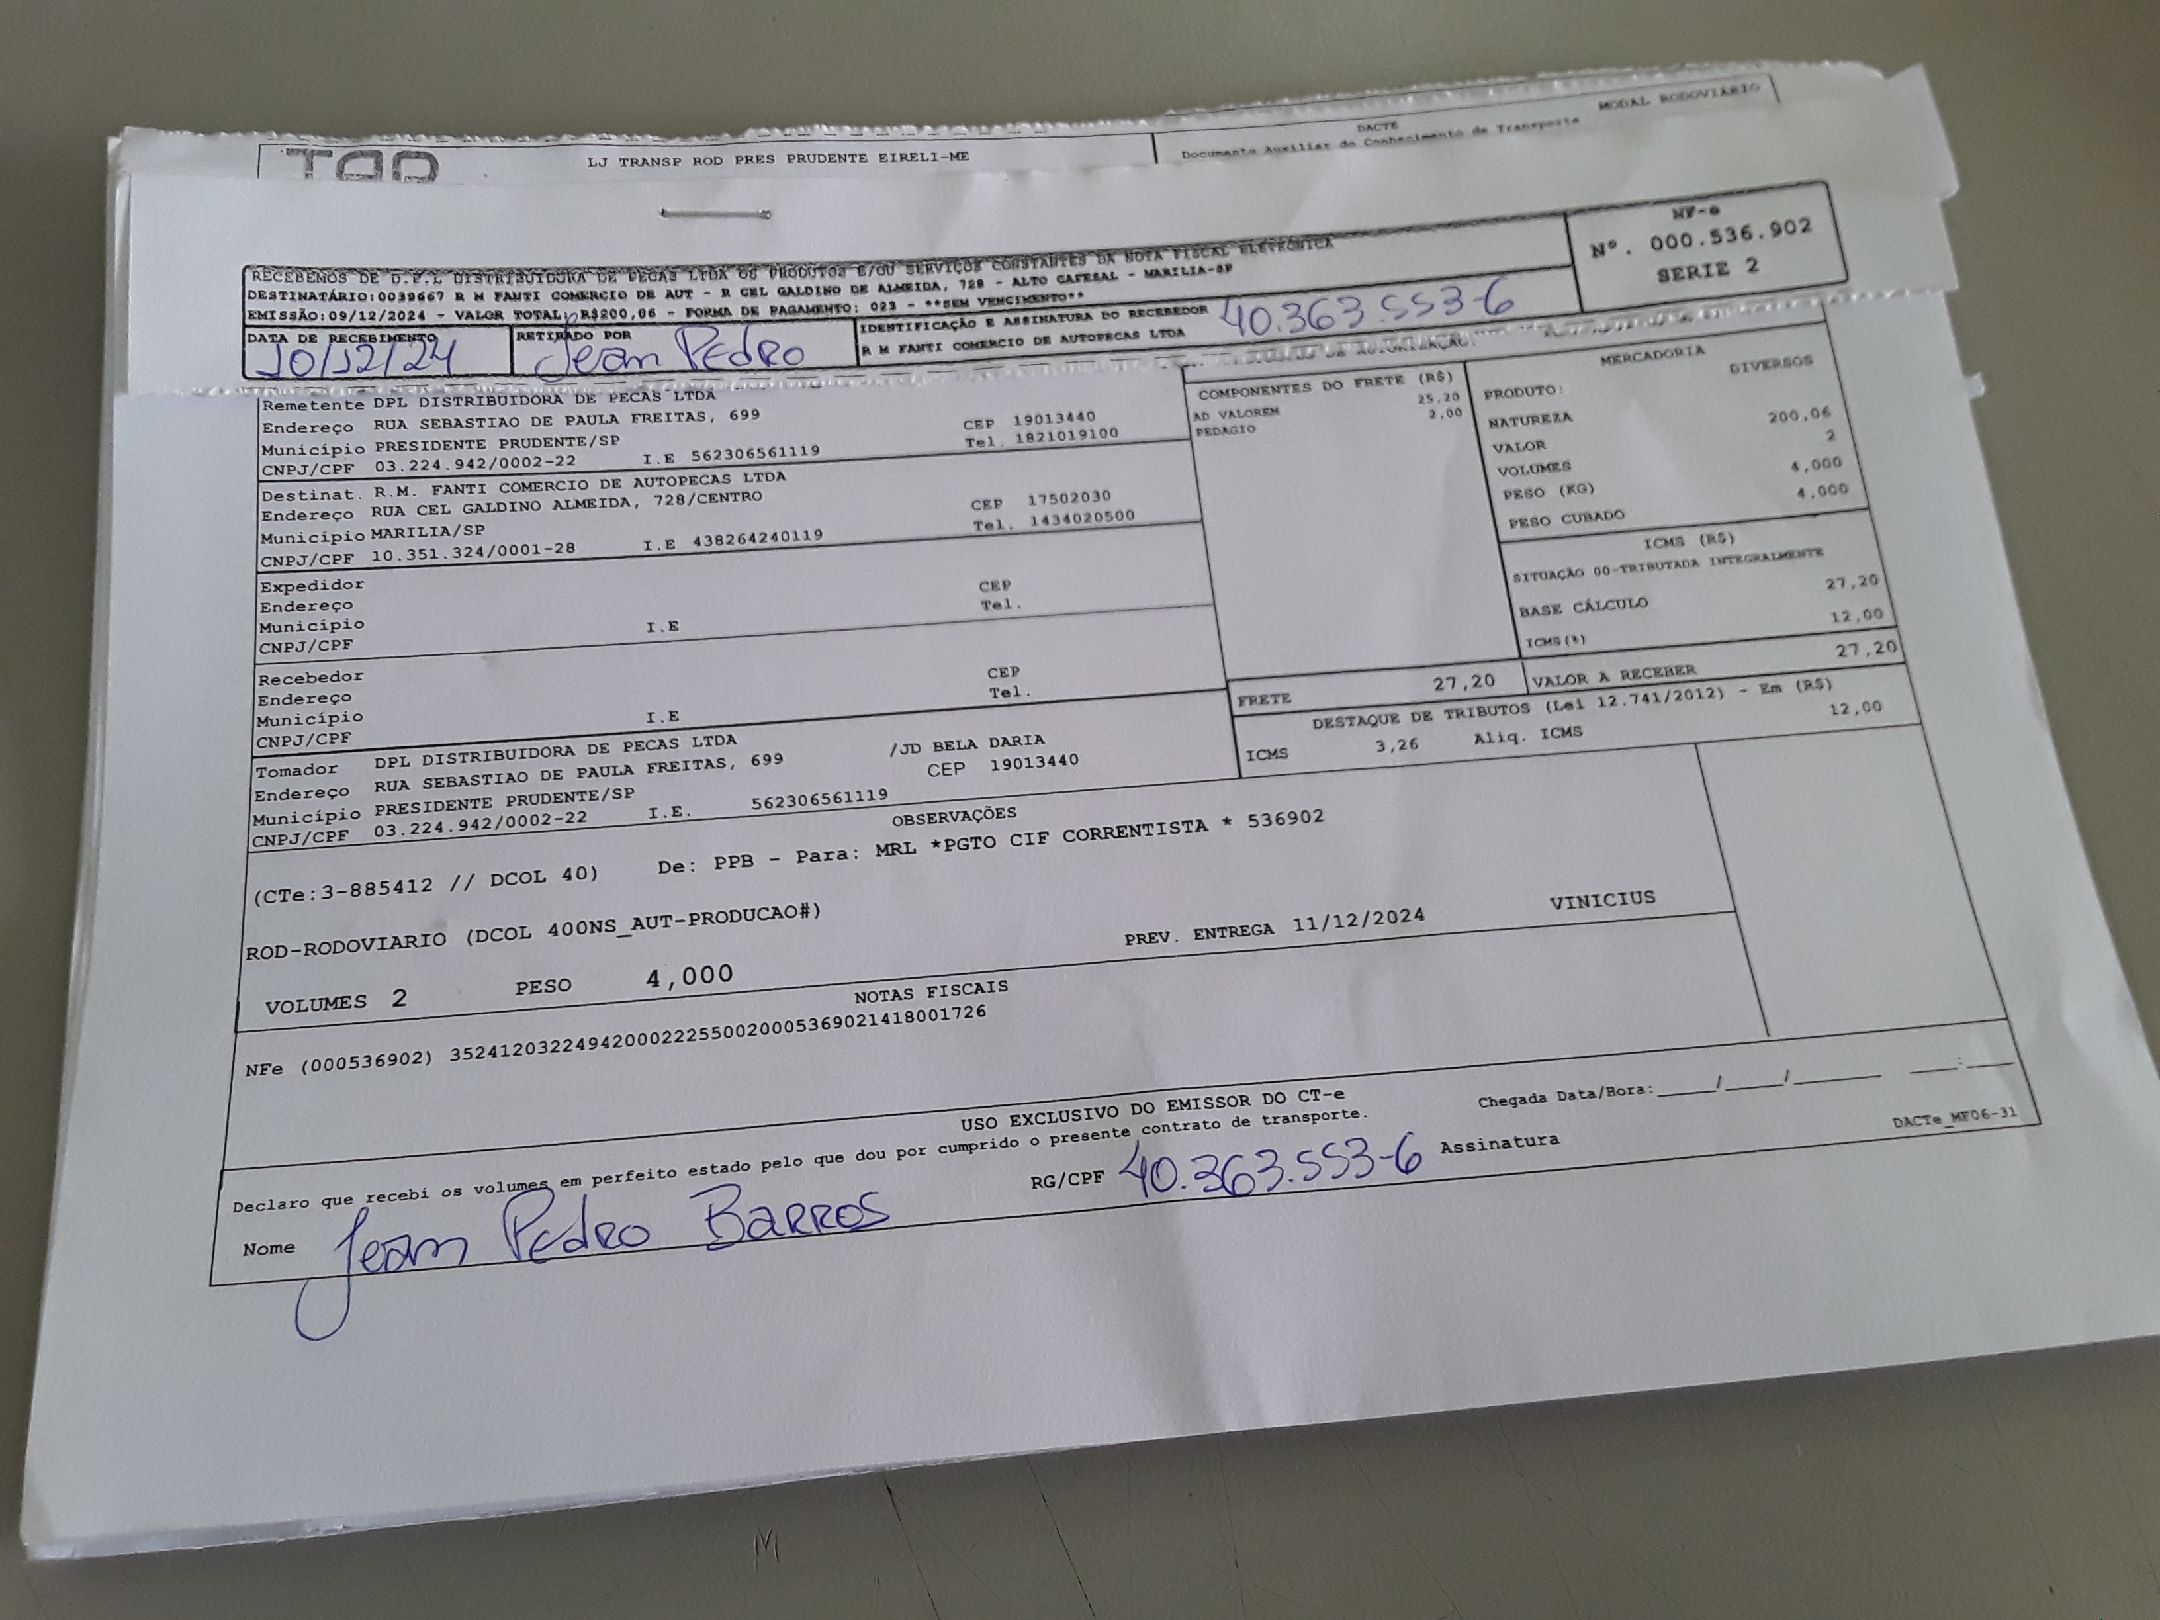 LJ TRANSP ROD PRES PRUDENTE EIRELI-ME
DACTE
MODAL RODOVIÁRIO
Documento Auxiliar do Conhecimento de Transporte
RECEBEMOS DE D.P.L DISTRIBUIDORA DE PECAS LTDA OS PRODUTOS E/OU SERVIÇOS CONSTANTES DA NOTA FISCAL ELETRÔNICA
DESTINATÁRIO:0039667 R M FANTI COMERCIO DE AUT - R CEL GALDINO DE ALMEIDA, 728 - ALTO CAFESAL - MARILIA-SP
EMISSÃO:09/12/2024 - VALOR TOTAL: R$200,06 - FORMA DE PAGAMENTO: 023 - **SEM VENCIMENTO**
NF-e
Nº. 000.536.902
SERIE 2
DATA DE RECEBIMENTO
10/12/24
RETIRADO POR
Jean Pedro
IDENTIFICAÇÃO E ASSINATURA DO RECEBEDOR
R M FANTI COMERCIO DE AUTOPECAS LTDA
40.363.553-6
Remetente DPL DISTRIBUIDORA DE PECAS LTDA
Endereço RUA SEBASTIAO DE PAULA FREITAS, 699 CEP 19013440
Município PRESIDENTE PRUDENTE/SP Tel. 1821019100
CNPJ/CPF 03.224.942/0002-22 I.E 562306561119
Destinat. R.M. FANTI COMERCIO DE AUTOPECAS LTDA
Endereço RUA CEL GALDINO ALMEIDA, 728/CENTRO CEP 17502030
Município MARILIA/SP Tel. 1434020500
CNPJ/CPF 10.351.324/0001-28 I.E 438264240119
Expedidor
Endereço CEP
Município Tel.
CNPJ/CPF I.E
Recebedor
Endereço CEP
Município Tel.
CNPJ/CPF I.E
Tomador DPL DISTRIBUIDORA DE PECAS LTDA
Endereço RUA SEBASTIAO DE PAULA FREITAS, 699 /JD BELA DARIA
Município PRESIDENTE PRUDENTE/SP CEP 19013440
CNPJ/CPF 03.224.942/0002-22 I.E. 562306561119
COMPONENTES DO FRETE (R$)
AD VALOREM 25,20
PEDAGIO 2,00
MERCADORIA
PRODUTO: DIVERSOS
NATUREZA
VALOR 200,06
VOLUMES 2
PESO (KG) 4,000
PESO CUBADO 4,000
ICMS (R$)
SITUAÇÃO 00-TRIBUTADA INTEGRALMENTE
BASE CÁLCULO 27,20
ICMS(%) 12,00
FRETE 27,20
VALOR A RECEBER 27,20
DESTAQUE DE TRIBUTOS (Lei 12.741/2012) - Em (R$)
ICMS 3,26 Aliq. ICMS 12,00
OBSERVAÇÕES
(CTe:3-885412 // DCOL 40) De: PPB - Para: MRL *PGTO CIF CORRENTISTA * 536902
ROD-RODOVIARIO (DCOL 400NS_AUT-PRODUCAO#)
VOLUMES 2 PESO 4,000 PREV. ENTREGA 11/12/2024 VINICIUS
NOTAS FISCAIS
NFe (000536902) 35241203224942000222550020005369021418001726
USO EXCLUSIVO DO EMISSOR DO CT-e
Chegada Data/Hora:____/____/______ ___:___
Declaro que recebi os volumes em perfeito estado pelo que dou por cumprido o presente contrato de transporte.
DACTe_MF06-31
Nome Jean Pedro Barros RG/CPF 40.363.553-6 Assinatura